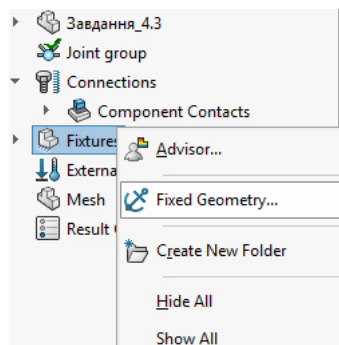 Завдання_4.3
Joint group
Connections
Component Contacts
Fixtures
Advisor...
Externa
Fixed Geometry...
Mesh
Result
Create New Folder
Hide All
Show All